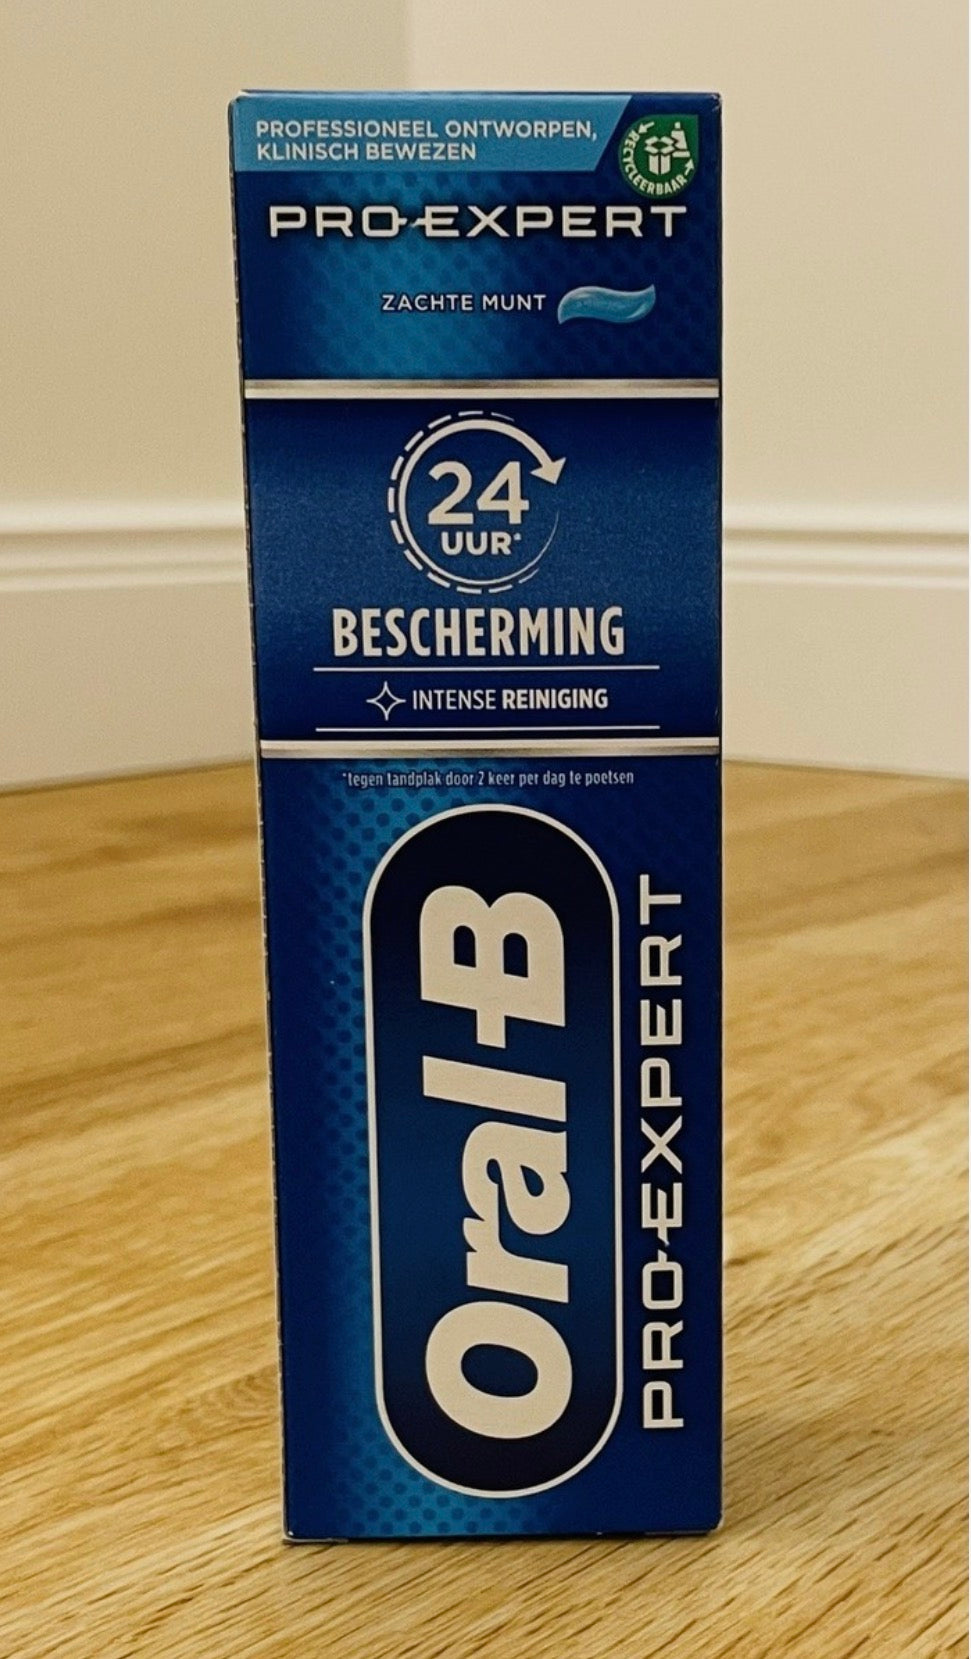 PROFESSIONEEL ONTWORPEN,
KLINISCH BEWEZEN
RECYCLEERBAAR
PRO-EXPERT
ZACHTE MUNT
24
UUR*
BESCHERMING
INTENSE REINIGING
*tegen tandplak door 2 keer per dag te poetsen
Oral-B
PRO-EXPERT